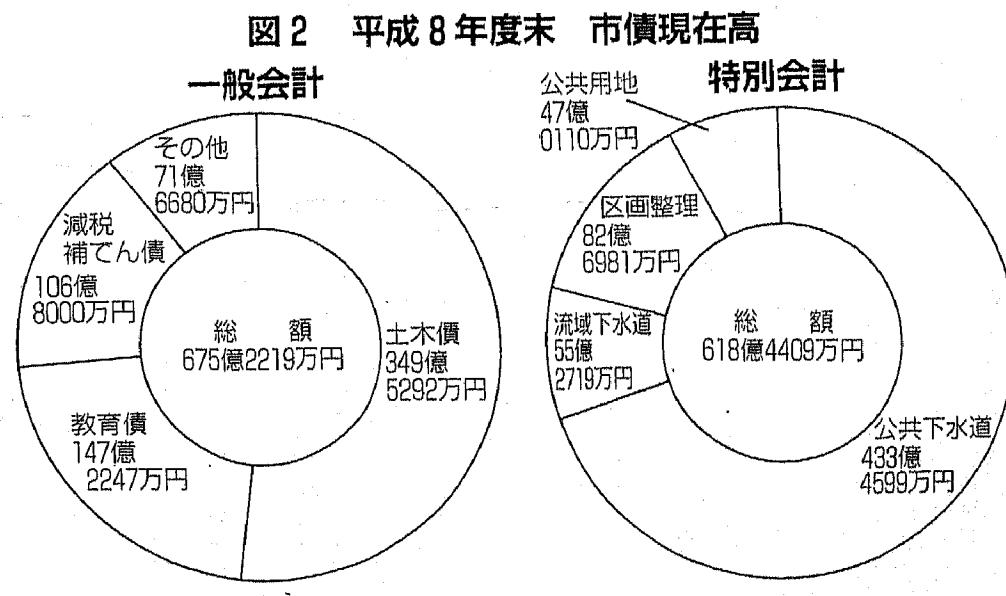 図2 平成8年度末 市債現在高
一般会計
その他
71億
6680万円
減税
補てん債
106億
8000万円
総額
675億2219万円
土木債
349億
5292万円
教育債
147億
2247万円
特別会計
公共用地
47億
0110万円
区画整理
82億
6981万円
流域下水道
55億
2719万円
総額
618億4409万円
公共下水道
433億
4599万円